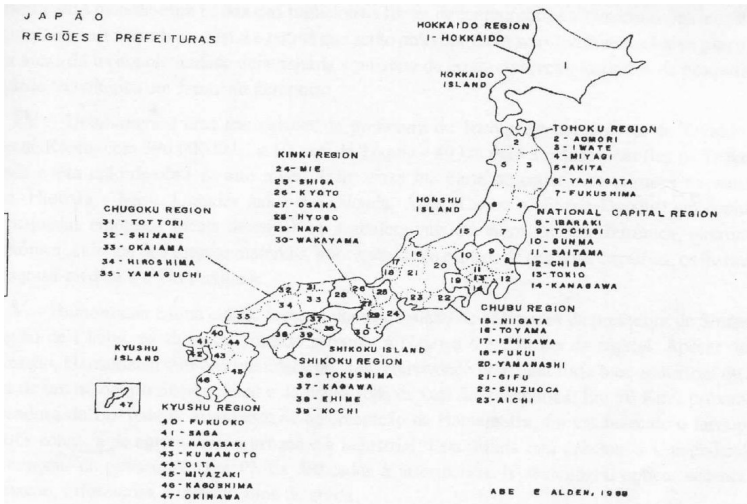 JAPÃO
REGIÕES E PREFEITURAS
HOKKAIDO REGION
1- HOKKAIDO
HOKKAIDO
ISLAND
1
TOHOKU REGION
2- AOMORI
3- IWATE
4- MIYAGI
5- AKITA
6- YAMAGATA
7- FUKUSHIMA
HONSHU
ISLAND
NATIONAL CAPITAL REGION
8- IBARAKI
9- TOCHIGI
10- GUNMA
11- SAITAMA
12- CHIBA
13- TOKIO
14- KANAGAWA
KINKI REGION
24- MIE
25- SHIGA
26- KYOTO
27- OSAKA
28- HYOGO
29- NARA
30- WAKAYAMA
CHUGOKU REGION
31- TOTTORI
32- SHIMANE
33- OKAIAMA
34- HIROSHIMA
35- YAMAGUCHI
CHUBU REGION
15- NIIGATA
16- TOYAMA
17- ISHIKAWA
18- FUKUI
20- YAMANASHI
21- GIFU
22- SHIZUOCA
23- AICHI
KYUSHU
ISLAND
SHIKOKU ISLAND
SHIKOKU REGION
36- TOKUSHIMA
37- KAGAWA
38- EHIME
39- KOCHI
KYUSHU REGION
40- FUKUOKO
41- SAGA
42- NAGASAKI
43- KUMAMOTO
44- OITA
45- MIYAZAKI
46- KAGOSHIMA
47- OKINAWA
ABE E ALDEN, 1988